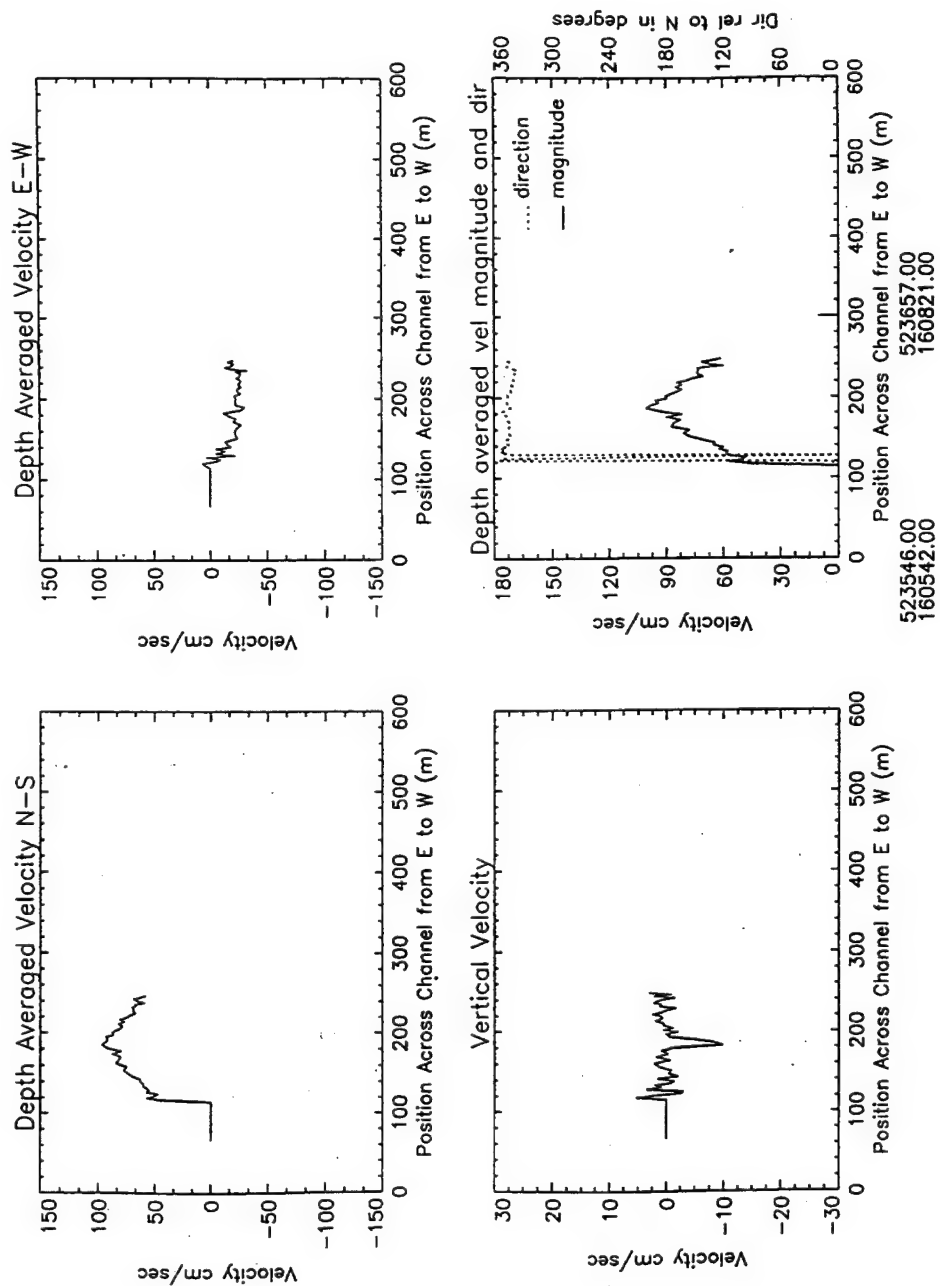 Depth Averaged Velocity N-S
Velocity cm/sec
150
100
50
0
-50
-100
-150
0 100 200 300 400 500 600
Position Across Channel from E to W (m)
Depth Averaged Velocity E-W
Velocity cm/sec
150
100
50
0
-50
-100
-150
0 100 200 300 400 500 600
Position Across Channel from E to W (m)
Vertical Velocity
Velocity cm/sec
30
20
10
0
-10
-20
-30
0 100 200 300 400 500 600
Position Across Channel from E to W (m)
Depth averaged vel magnitude and dir
Velocity cm/sec
180
150
120
90
60
30
0
direction
magnitude
360
300
240
180
120
60
0
Dir rel to N in degrees
0 100 200 300 400 500 600
Position Across Channel from E to W (m)
523546.00 523657.00
160542.00 160821.00